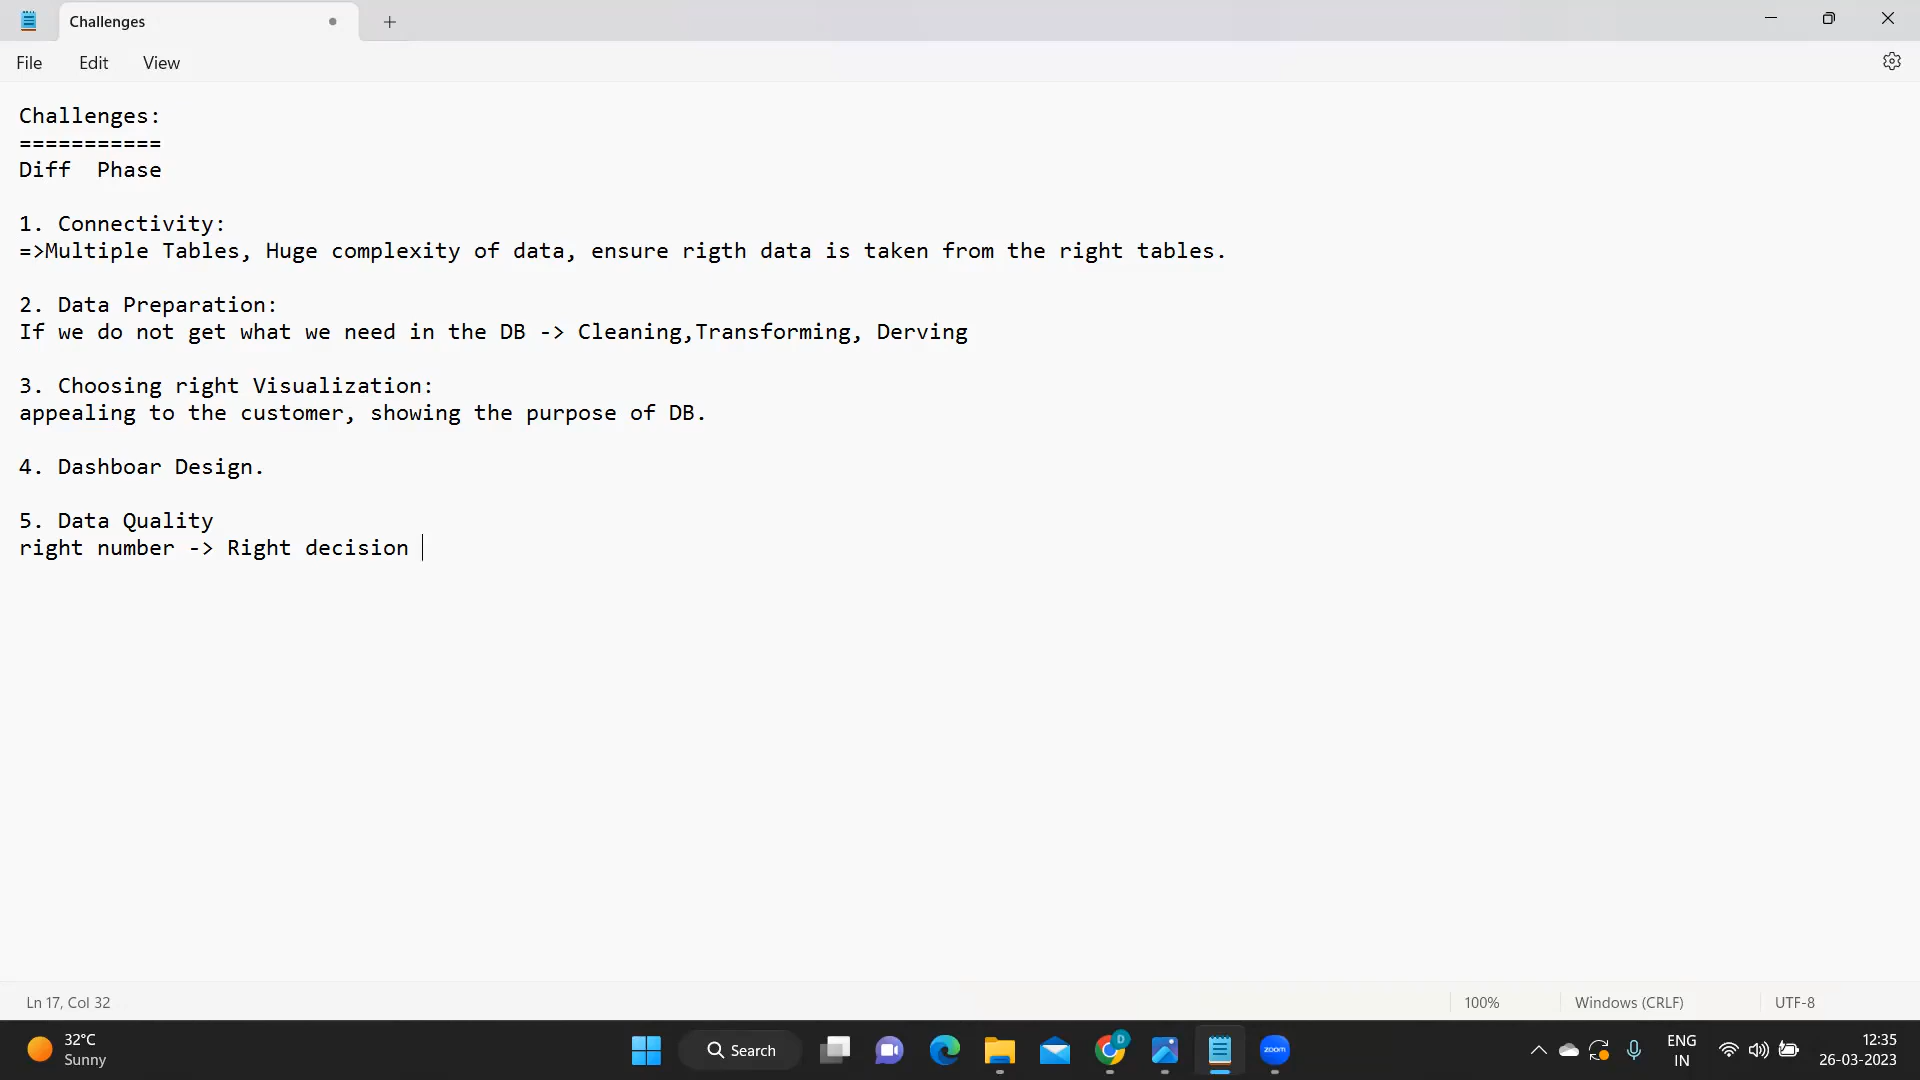 Challenges
File Edit View
Challenges:
===========
Diff  Phase
1. Connectivity:
=>Multiple Tables, Huge complexity of data, ensure rigth data is taken from the right tables.
2. Data Preparation:
If we do not get what we need in the DB -> Cleaning,Transforming, Derving
3. Choosing right Visualization:
appealing to the customer, showing the purpose of DB.
4. Dashboar Design.
5. Data Quality
right number -> Right decision
Ln 17, Col 32 100% Windows (CRLF) UTF-8
32°C
Sunny
Search
D
zoom
ENG
IN
12:35
26-03-2023